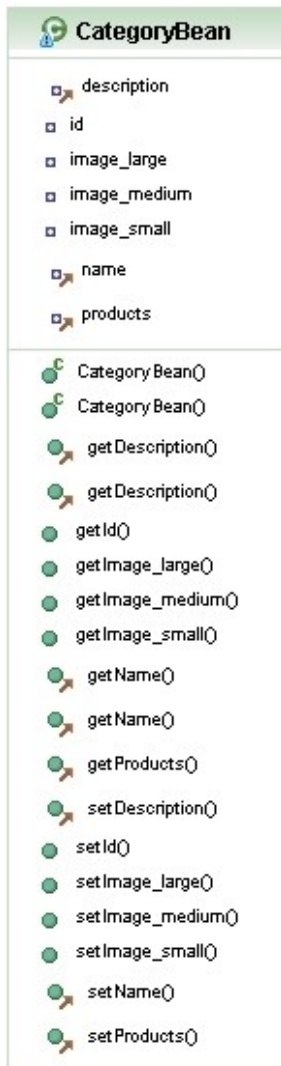 CategoryBean
description
id
image_large
image_medium
image_small
name
products
CategoryBean()
CategoryBean()
getDescription()
getDescription()
getId()
getImage_large()
getImage_medium()
getImage_small()
getName()
getName()
getProducts()
setDescription()
setId()
setImage_large()
setImage_medium()
setImage_small()
setName()
setProducts()